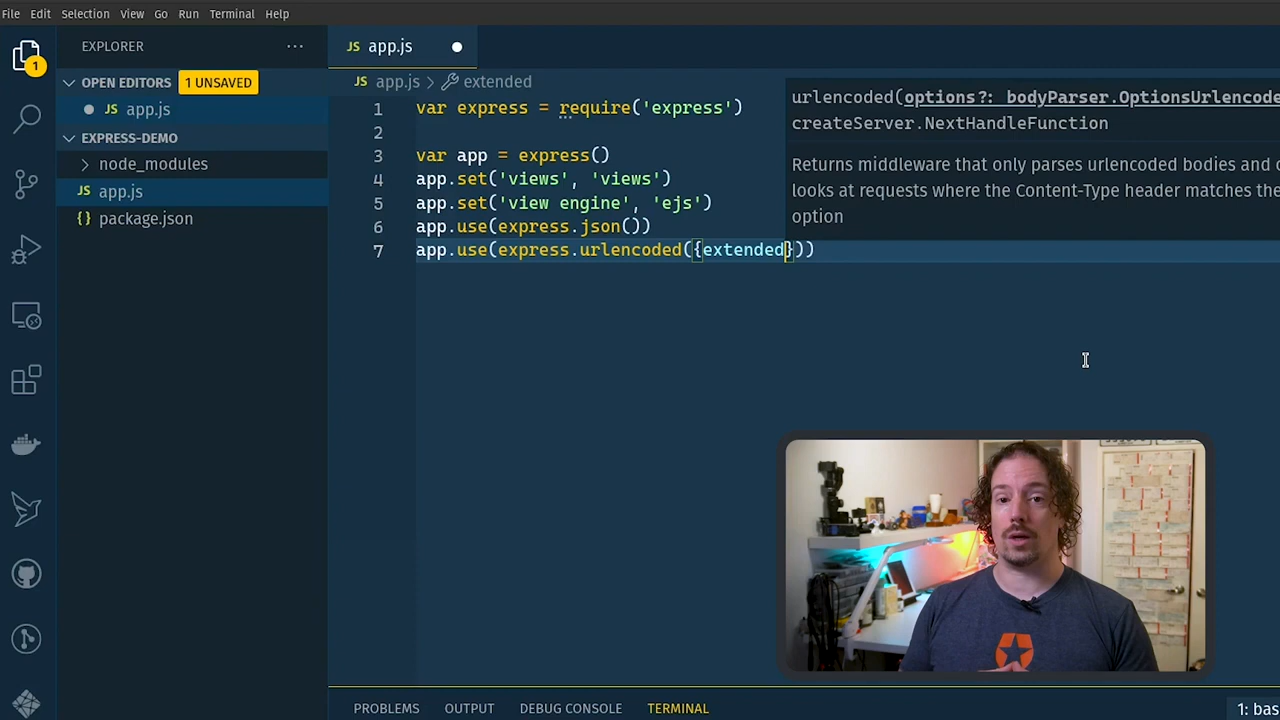 File Edit Selection View Go Run Terminal Help
EXPLORER ...
JS app.js
1
OPEN EDITORS 1 UNSAVED
JS app.js > extended
JS app.js
1 var express = require('express')
urlencoded(options?: bodyParser.OptionsUrlencode
createServer.NextHandleFunction
Returns middleware that only parses urlencoded bodies and o
looks at requests where the Content-Type header matches the
option
EXPRESS-DEMO
2
node_modules
3 var app = express()
4 app.set('views', 'views')
JS app.js
5 app.set('view engine', 'ejs')
{} package.json
6 app.use(express.json())
7 app.use(express.urlencoded({extended}))
PROBLEMS OUTPUT DEBUG CONSOLE TERMINAL 1: bas